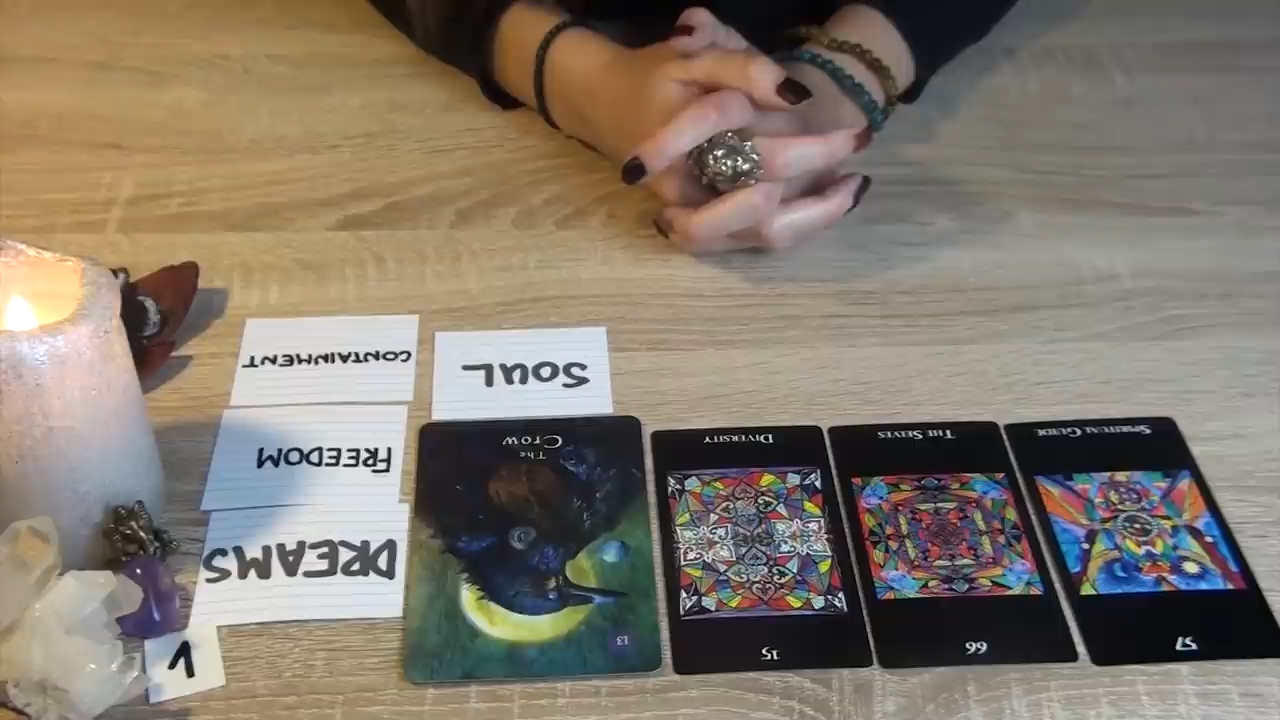 CONTAINMENT
SOUL
FREEDOM
DREAMS
The
Crow
13
DIVERSITY
15
THE SELVES
66
SPIRITUAL GUIDE
57
1